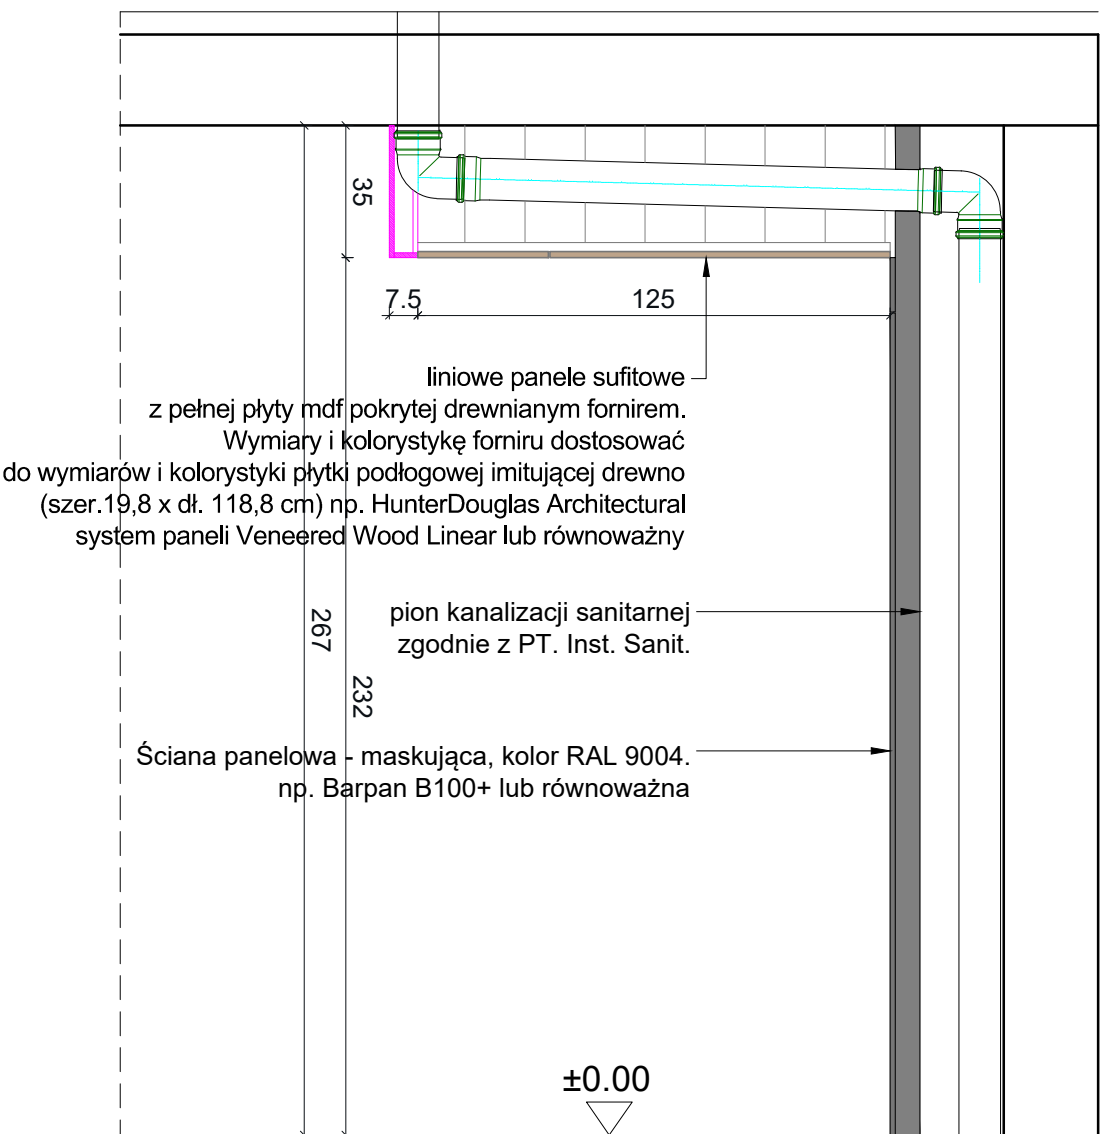 35
7.5
125
liniowe panele sufitowe
z pełnej płyty mdf pokrytej drewnianym fornirem.
Wymiary i kolorystykę forniru dostosować
do wymiarów i kolorystyki płytki podłogowej imitującej drewno
(szer.19,8 x dł. 118,8 cm) np. HunterDouglas Architectural
system paneli Veneered Wood Linear lub równoważny
pion kanalizacji sanitarnej
zgodnie z PT. Inst. Sanit.
267
232
Ściana panelowa - maskująca, kolor RAL 9004.
np. Barpan B100+ lub równoważna
±0.00